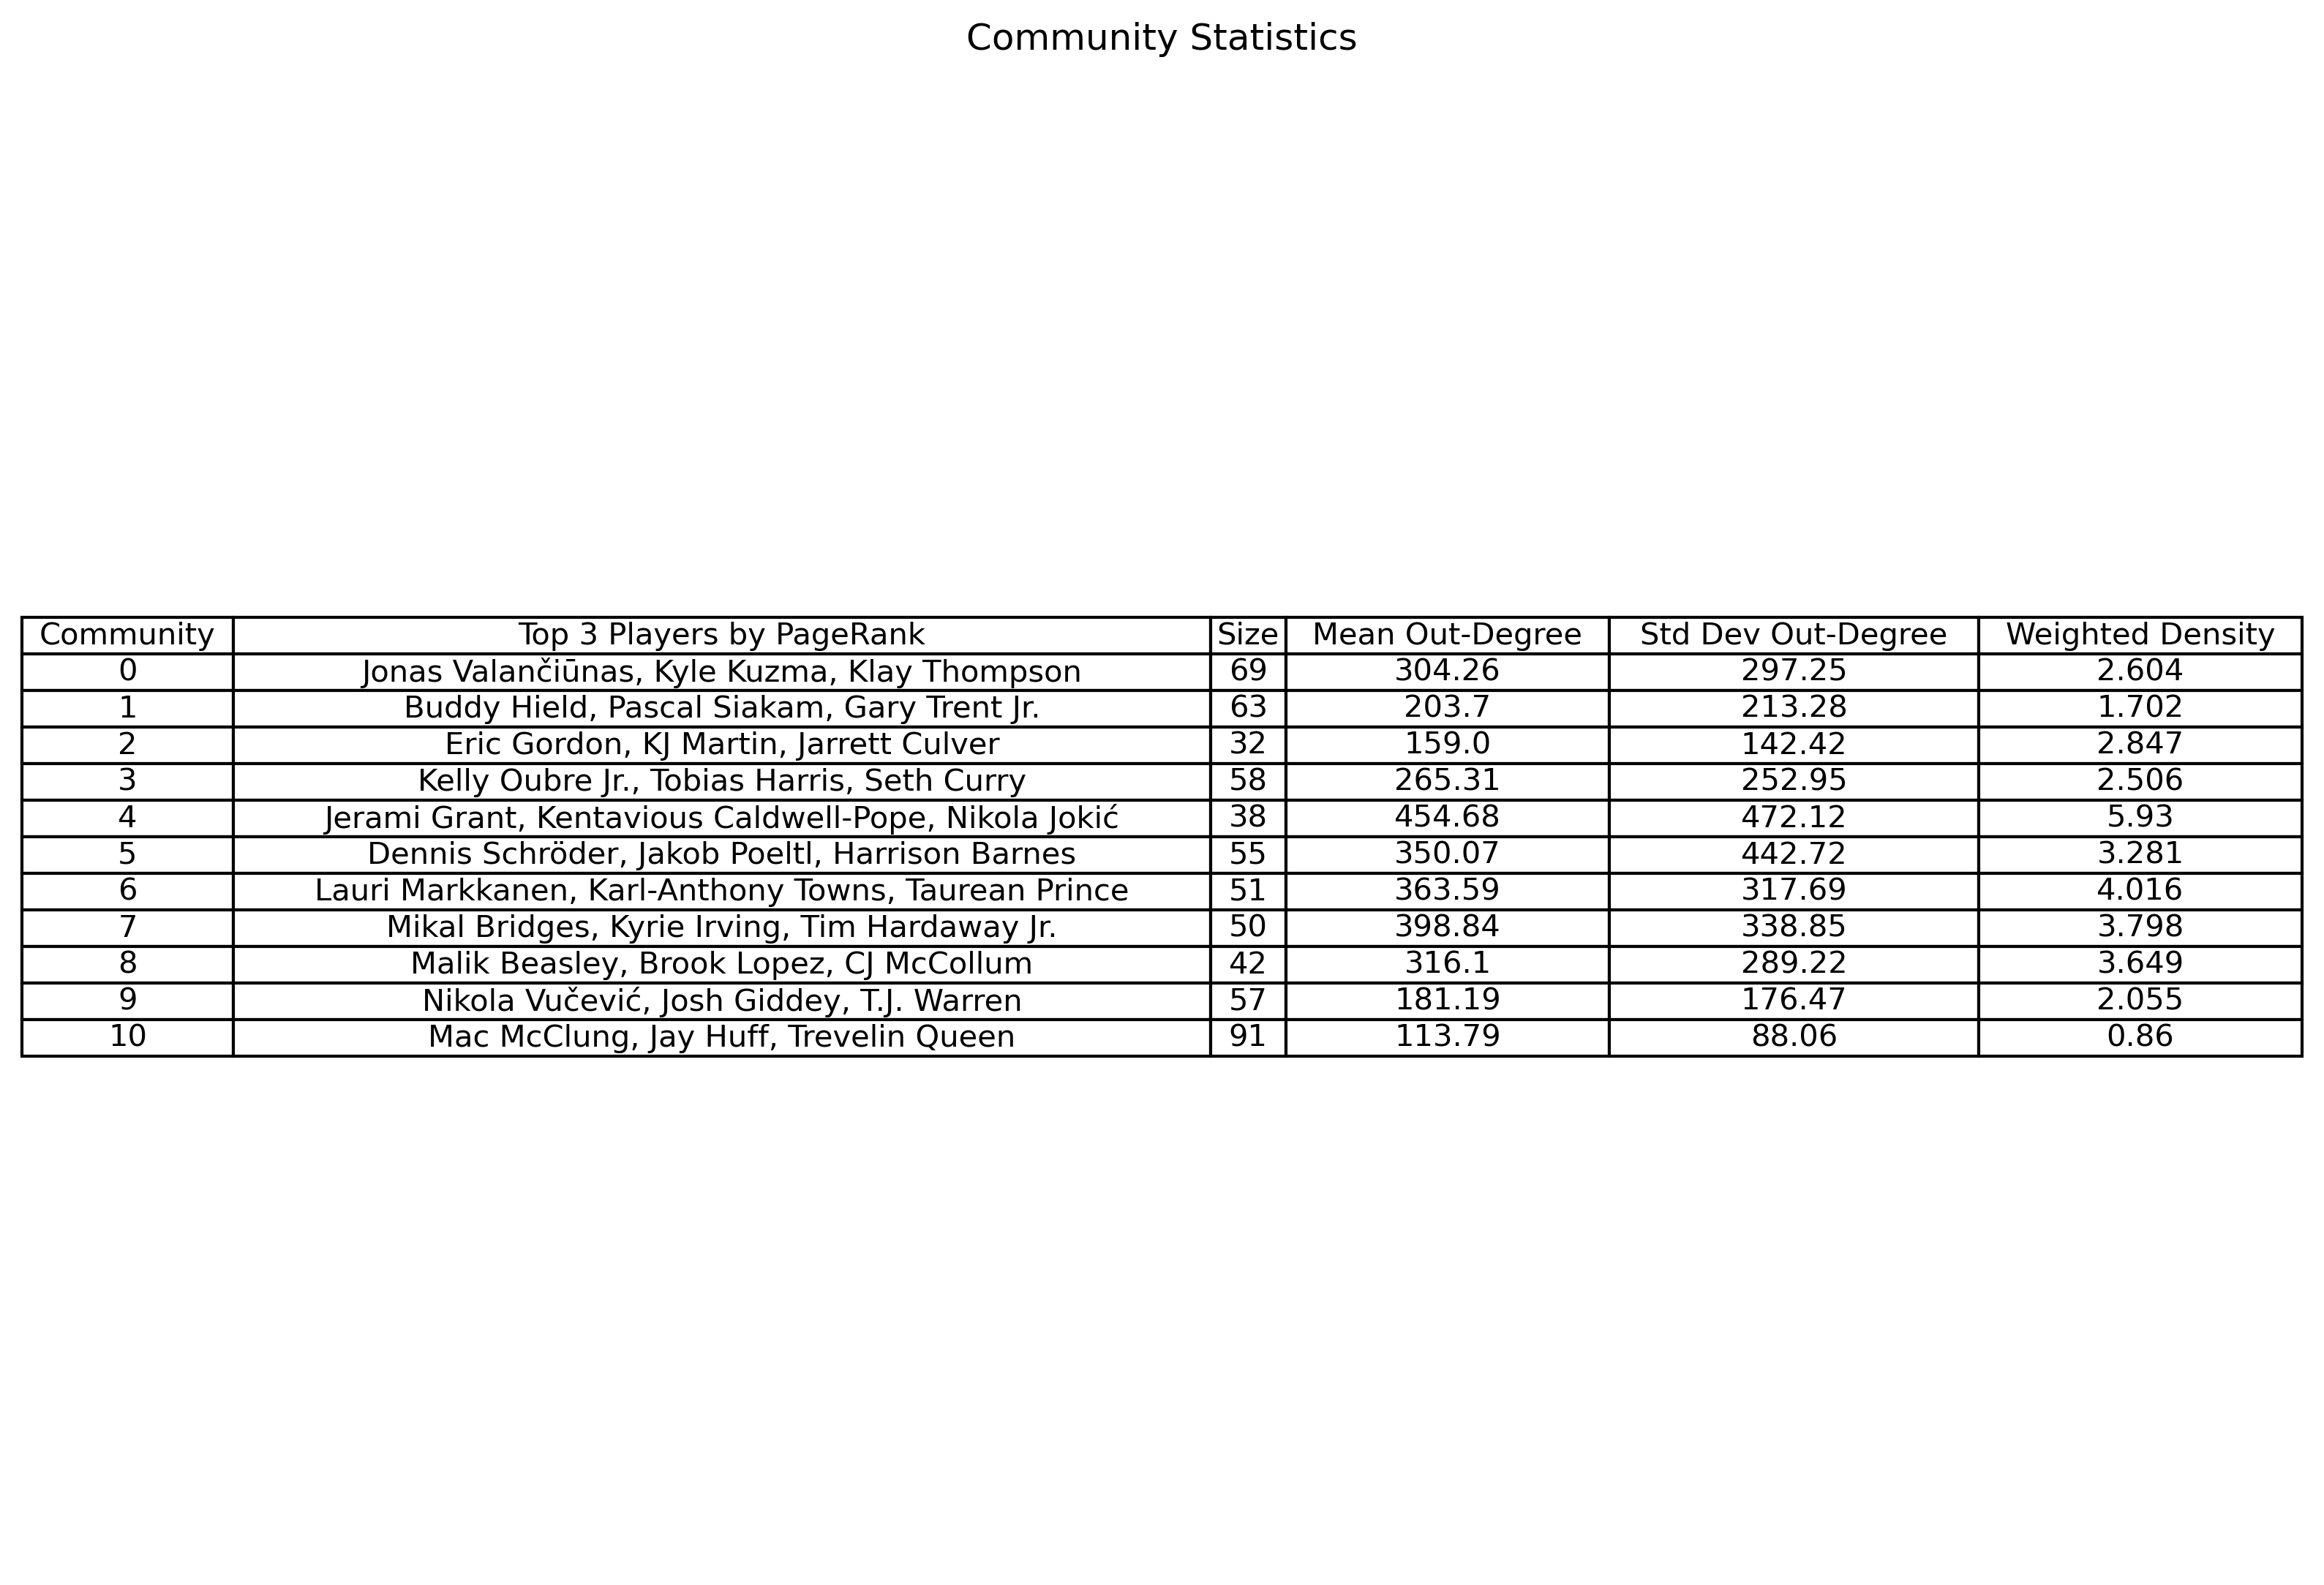 Community Statistics
Community Top 3 Players by PageRank Size Mean Out-Degree Std Dev Out-Degree Weighted Density
0 Jonas Valančiūnas, Kyle Kuzma, Klay Thompson 69 304.26 297.25 2.604
1 Buddy Hield, Pascal Siakam, Gary Trent Jr. 63 203.7 213.28 1.702
2 Eric Gordon, KJ Martin, Jarrett Culver 32 159.0 142.42 2.847
3 Kelly Oubre Jr., Tobias Harris, Seth Curry 58 265.31 252.95 2.506
4 Jerami Grant, Kentavious Caldwell-Pope, Nikola Jokić 38 454.68 472.12 5.93
5 Dennis Schröder, Jakob Poeltl, Harrison Barnes 55 350.07 442.72 3.281
6 Lauri Markkanen, Karl-Anthony Towns, Taurean Prince 51 363.59 317.69 4.016
7 Mikal Bridges, Kyrie Irving, Tim Hardaway Jr. 50 398.84 338.85 3.798
8 Malik Beasley, Brook Lopez, CJ McCollum 42 316.1 289.22 3.649
9 Nikola Vučević, Josh Giddey, T.J. Warren 57 181.19 176.47 2.055
10 Mac McClung, Jay Huff, Trevelin Queen 91 113.79 88.06 0.86